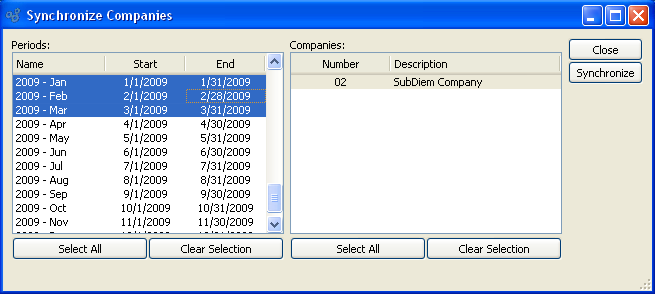 Synchronize Companies
Periods:
Name Start End
2009 - Jan 1/1/2009 1/31/2009
2009 - Feb 2/1/2009 2/28/2009
2009 - Mar 3/1/2009 3/31/2009
2009 - Apr 4/1/2009 4/30/2009
2009 - May 5/1/2009 5/31/2009
2009 - Jun 6/1/2009 6/30/2009
2009 - Jul 7/1/2009 7/31/2009
2009 - Aug 8/1/2009 8/31/2009
2009 - Sep 9/1/2009 9/30/2009
2009 - Oct 10/1/2009 10/31/2009
2009 - Nov 11/1/2009 11/30/2009
Select All Clear Selection
Companies:
Number Description
02 SubDiem Company
Select All Clear Selection
Close
Synchronize